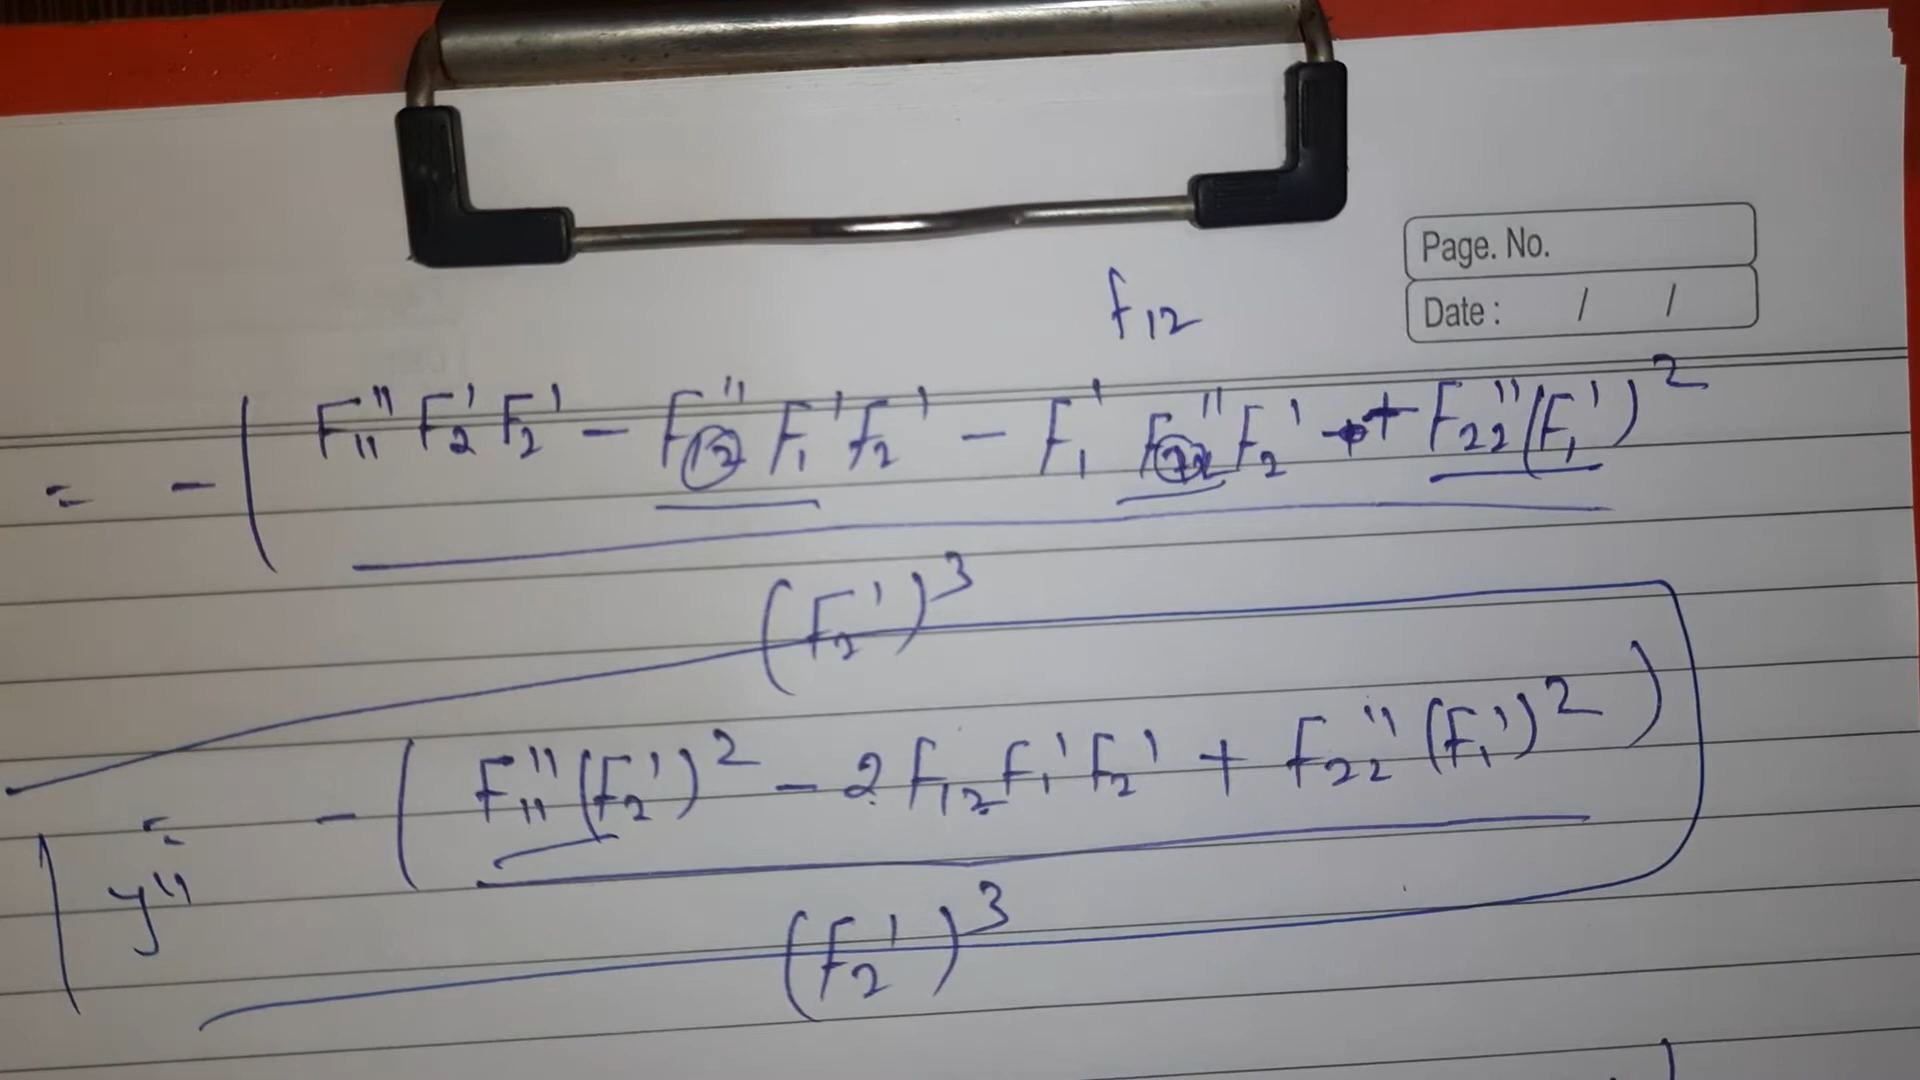 Page. No.
Date : / /
f12
= - ( F11'' F2' F2' - F12'' F1' F2' - F1' F2' + F22'' (F1')²
(F2')³
y'' = - ( F11'' (F2')² - 2 f12 f1' f2' + f22'' (f1')² )
(f2')³